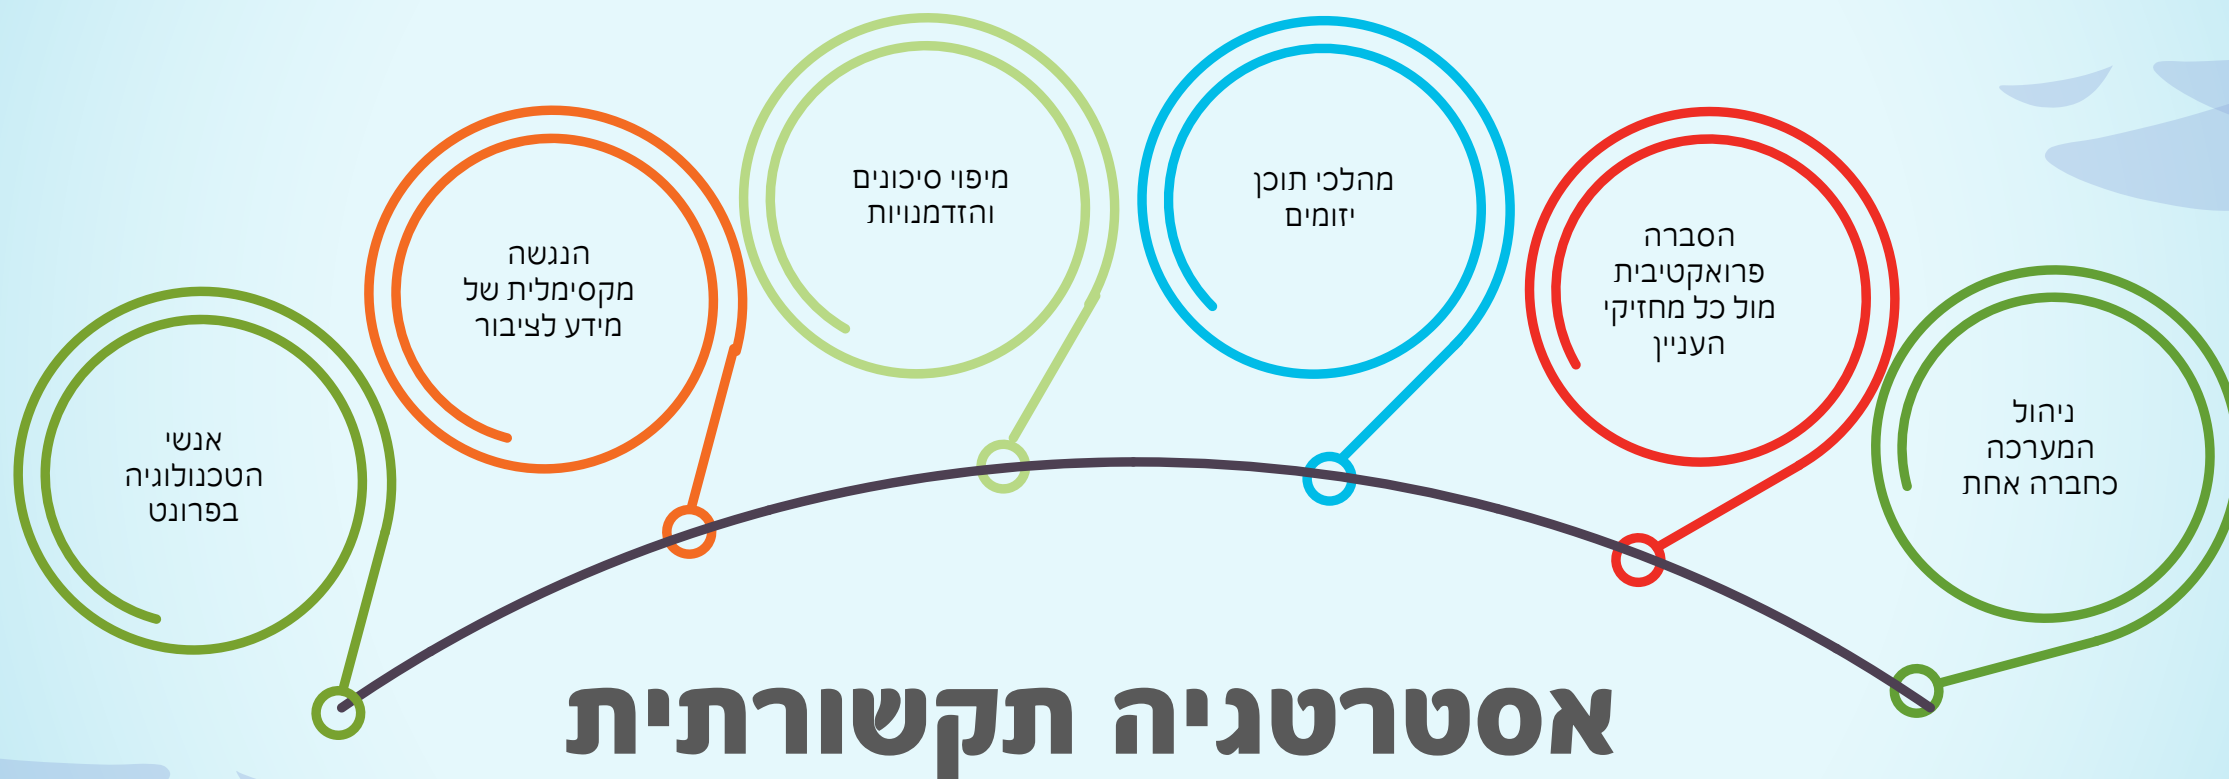 ניהול
המערכה
כחברה אחת
הסברה
פרואקטיבית
מול כל מחזיקי
העניין
מהלכי תוכן
יזומים
מיפוי סיכונים
והזדמנויות
הנגשה
מקסימלית של
מידע לציבור
אנשי
הטכנולוגיה
בפרונט
אסטרטגיה תקשורתית